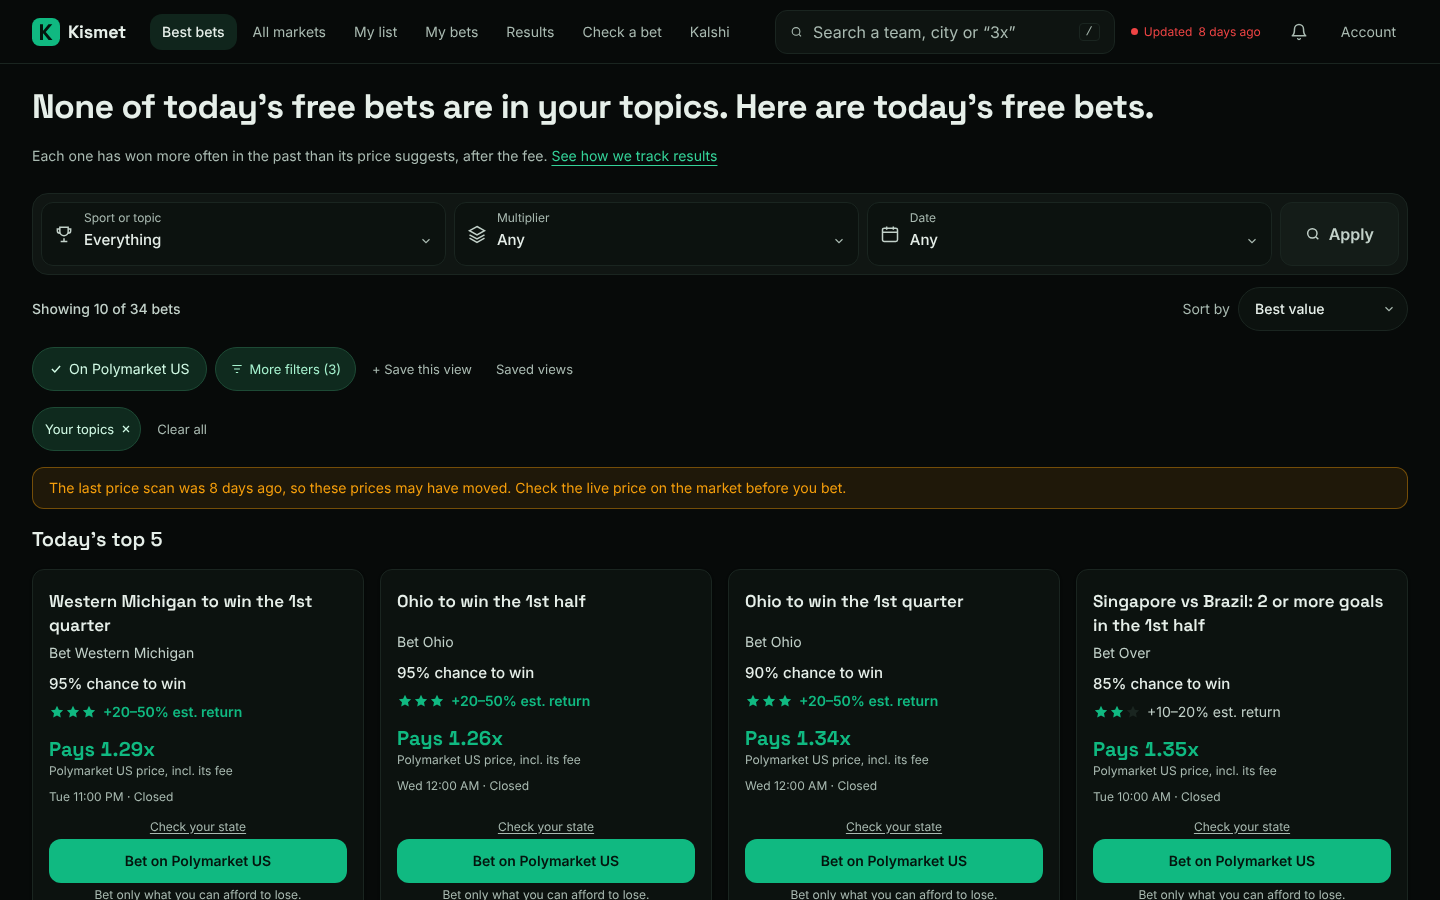 K Kismet
Best bets
All markets
My list
My bets
Results
Check a bet
Kalshi
Search a team, city or “3x”
/
Updated 8 days ago
Account
None of today’s free bets are in your topics. Here are today’s free bets.
Each one has won more often in the past than its price suggests, after the fee. See how we track results
Sport or topic
Everything
Multiplier
Any
Date
Any
Apply
Showing 10 of 34 bets
Sort by
Best value
On Polymarket US
More filters (3)
+ Save this view
Saved views
Your topics ×
Clear all
The last price scan was 8 days ago, so these prices may have moved. Check the live price on the market before you bet.
Today’s top 5
Western Michigan to win the 1st
quarter
Bet Western Michigan
95% chance to win
+20–50% est. return
Pays 1.29x
Polymarket US price, incl. its fee
Tue 11:00 PM · Closed
Check your state
Bet on Polymarket US
Bet only what you can afford to lose.
Ohio to win the 1st half
Bet Ohio
95% chance to win
+20–50% est. return
Pays 1.26x
Polymarket US price, incl. its fee
Wed 12:00 AM · Closed
Check your state
Bet on Polymarket US
Bet only what you can afford to lose.
Ohio to win the 1st quarter
Bet Ohio
90% chance to win
+20–50% est. return
Pays 1.34x
Polymarket US price, incl. its fee
Wed 12:00 AM · Closed
Check your state
Bet on Polymarket US
Bet only what you can afford to lose.
Singapore vs Brazil: 2 or more goals
in the 1st half
Bet Over
85% chance to win
+10–20% est. return
Pays 1.35x
Polymarket US price, incl. its fee
Tue 10:00 AM · Closed
Check your state
Bet on Polymarket US
Bet only what you can afford to lose.